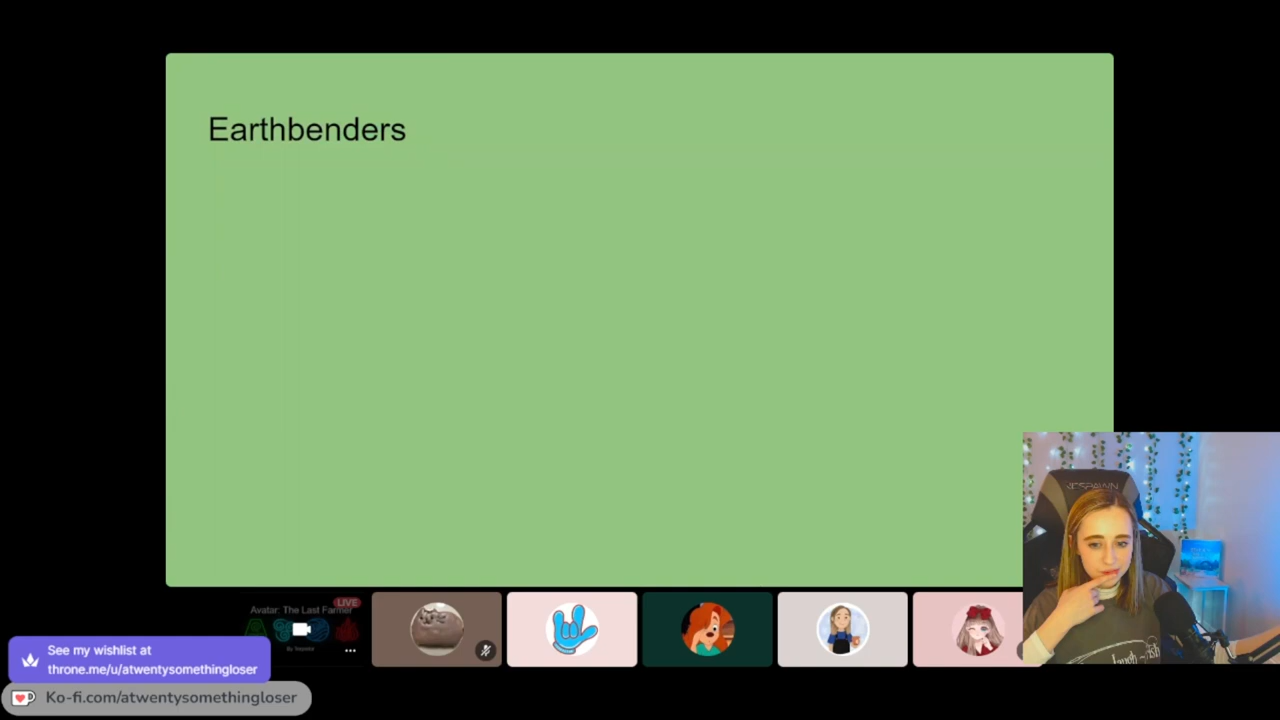 Earthbenders
Avatar: The Last Farmer
LIVE
See my wishlist at
throne.me/u/atwentysomethingloser
Ko-fi.com/atwentysomethingloser